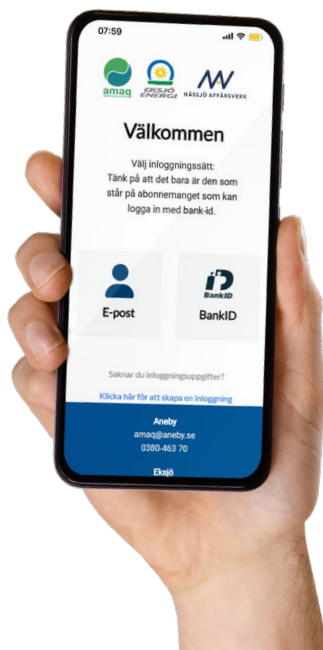 07:59
amaq
EKSJÖ
ENERGI
NÄSSJÖ AFFÄRSVERK
Välkommen
Välj inloggningssätt:
Tänk på att det bara är den som
står på abonnemanget som kan
logga in med bank-id.
E-post
BankID
BankID
Saknar du inloggningsuppgifter?
Klicka här för att skapa en inloggning
Aneby
amaq@aneby.se
0380-463 70
Eksjö